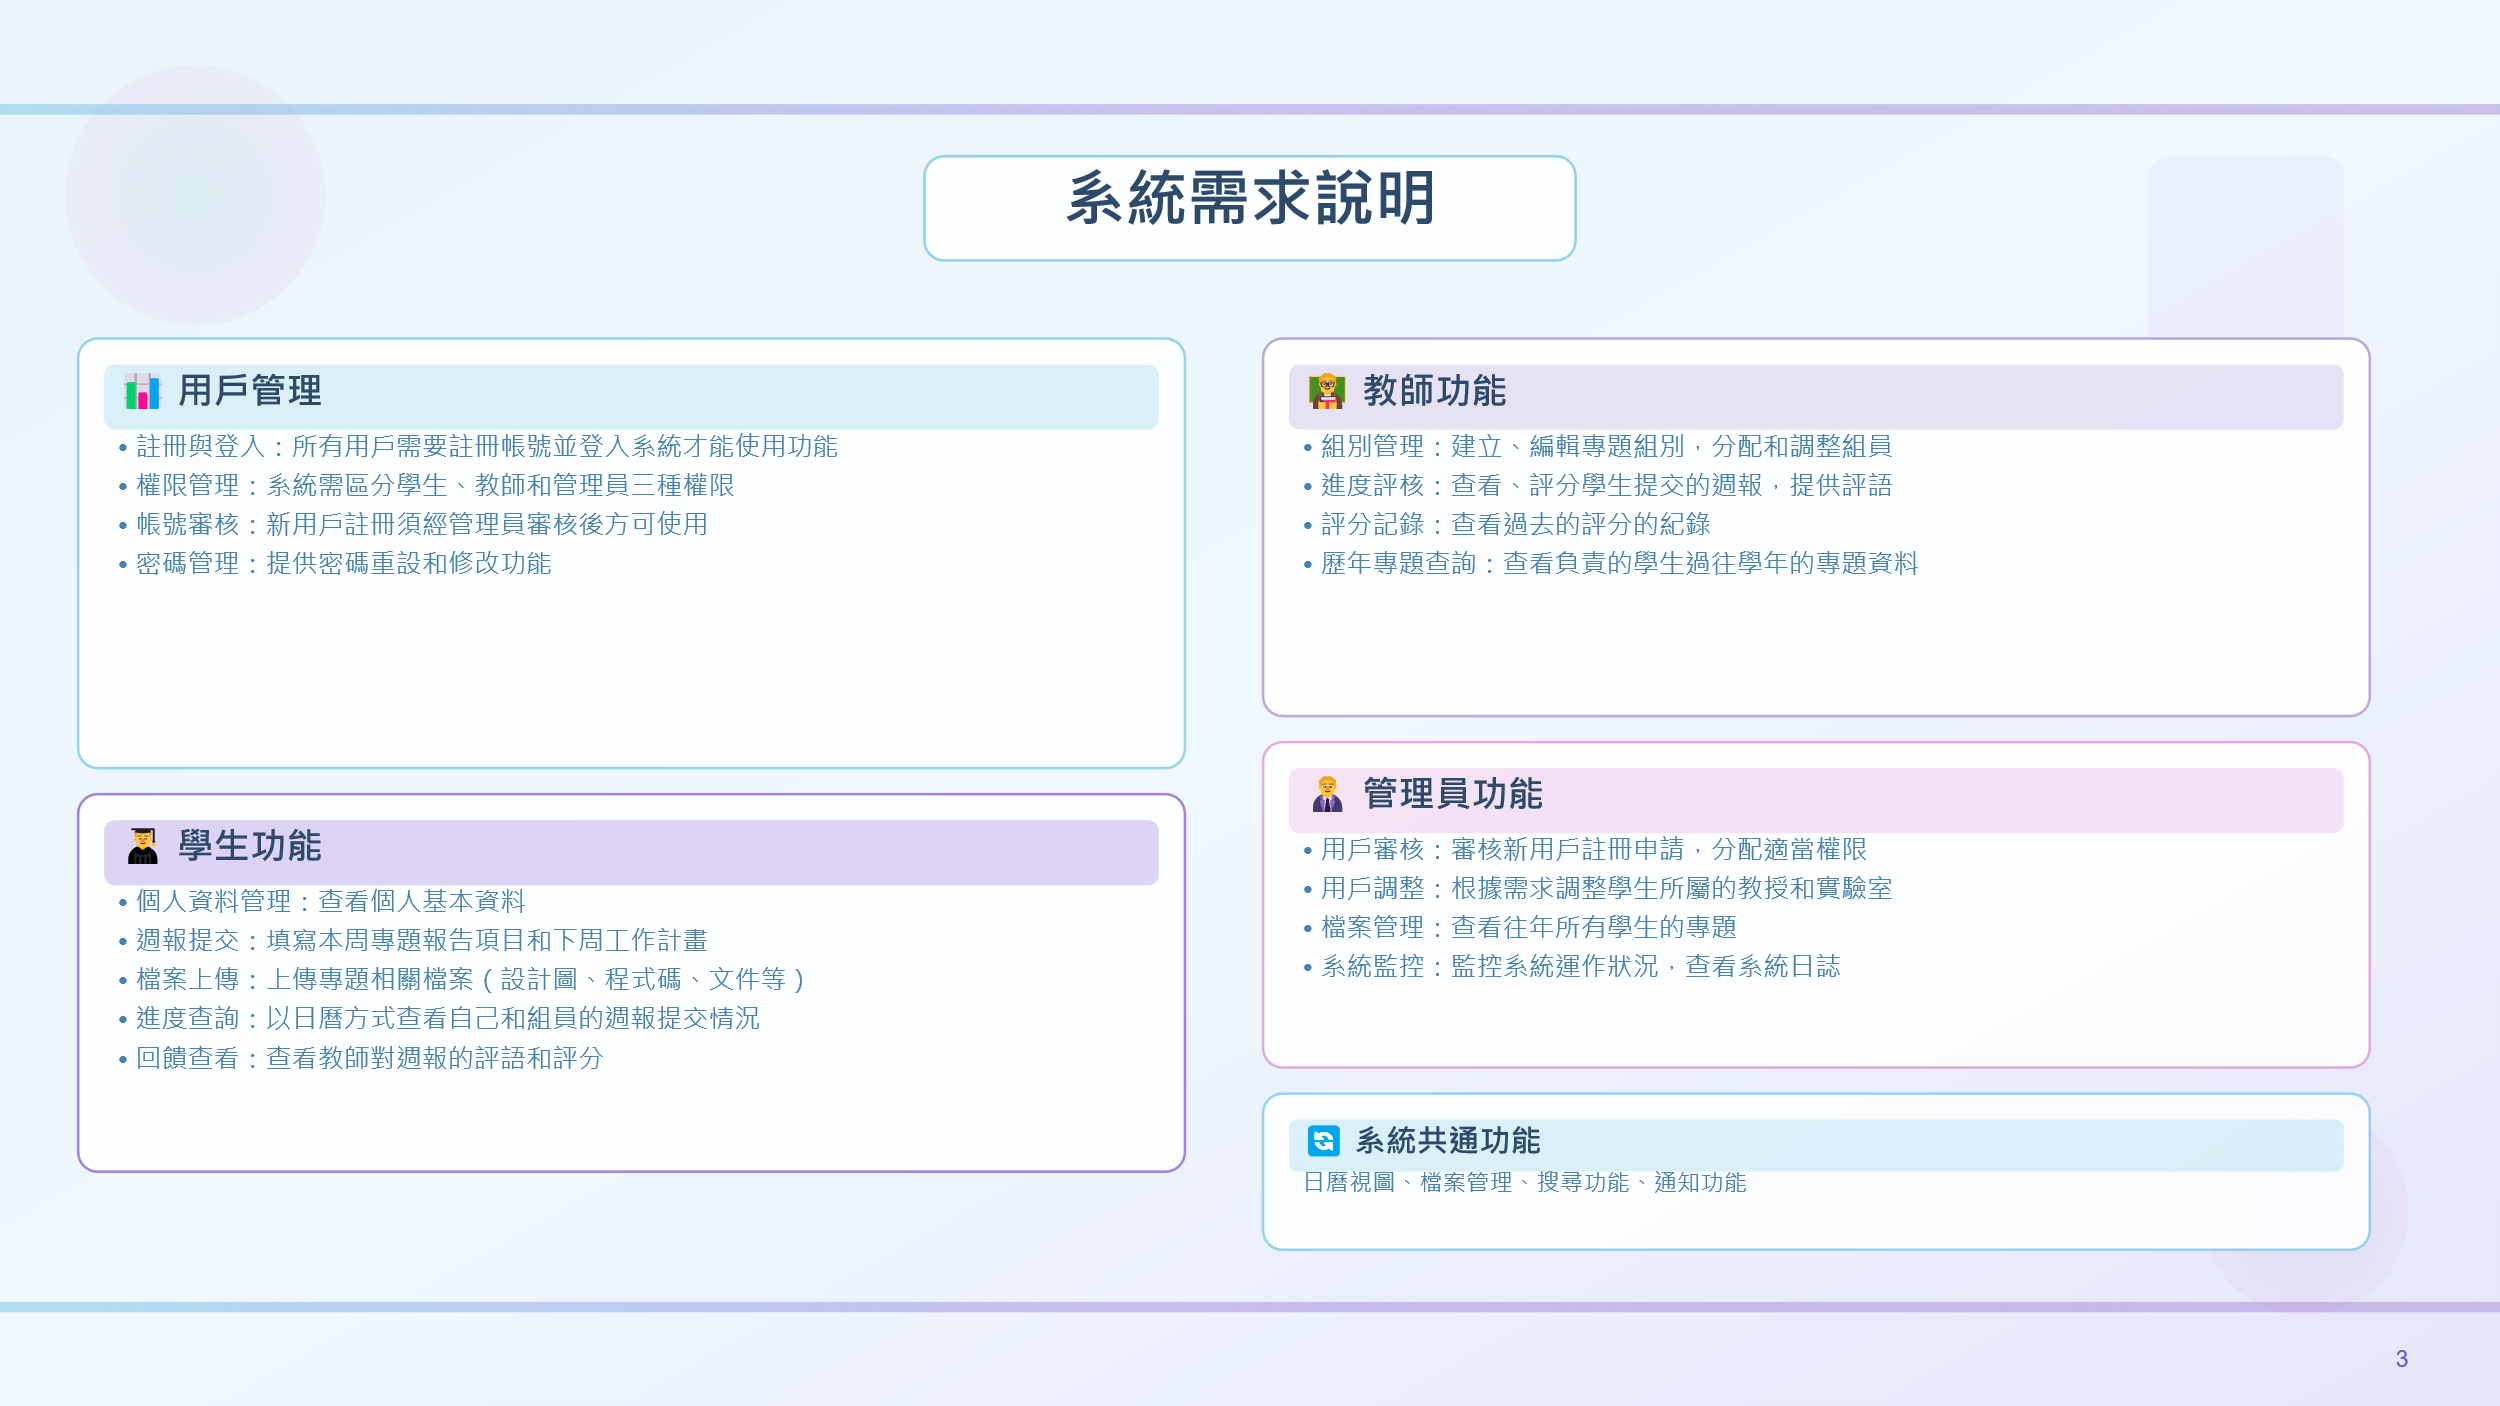 系統需求說明
用戶管理
• 註冊與登入：所有用戶需要註冊帳號並登入系統才能使用功能
• 權限管理：系統需區分學生、教師和管理員三種權限
• 帳號審核：新用戶註冊須經管理員審核後方可使用
• 密碼管理：提供密碼重設和修改功能
學生功能
• 個人資料管理：查看個人基本資料
• 週報提交：填寫本周專題報告項目和下周工作計畫
• 檔案上傳：上傳專題相關檔案（設計圖、程式碼、文件等）
• 進度查詢：以日曆方式查看自己和組員的週報提交情況
• 回饋查看：查看教師對週報的評語和評分
教師功能
• 組別管理：建立、編輯專題組別，分配和調整組員
• 進度評核：查看、評分學生提交的週報，提供評語
• 評分記錄：查看過去的評分的紀錄
• 歷年專題查詢：查看負責的學生過往學年的專題資料
管理員功能
• 用戶審核：審核新用戶註冊申請，分配適當權限
• 用戶調整：根據需求調整學生所屬的教授和實驗室
• 檔案管理：查看往年所有學生的專題
• 系統監控：監控系統運作狀況，查看系統日誌
系統共通功能
日曆視圖、檔案管理、搜尋功能、通知功能
3